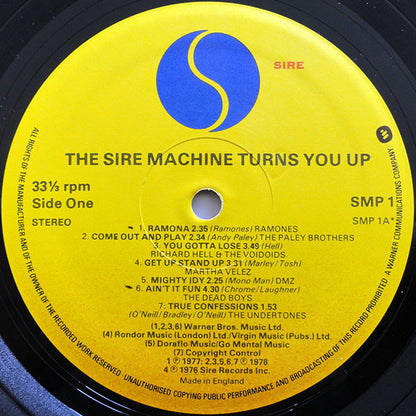 SIRE
THE SIRE MACHINE TURNS YOU UP
33⅓ rpm
Side One
STEREO
SMP 1
SMP 1A*
1. RAMONA 2.35 (Ramones) RAMONES
2. COME OUT AND PLAY 2.34 (Andy Paley) THE PALEY BROTHERS
3. YOU GOTTA LOSE 3.49 (Hell)
RICHARD HELL & THE VOIDOIDS
4. GET UP STAND UP 3.31 (Marley/Tosh)
MARTHA VELEZ
5. MIGHTY IDY 2.25 (Mono Man) DMZ
6. AIN'T IT FUN 4.30 (Chrome/Laughner)
THE DEAD BOYS
7. TRUE CONFESSIONS 1.53
(O'Neill/Bradley/O'Neill) THE UNDERTONES
(1,2,3,6) Warner Bros. Music Ltd.
(4) Rondor Music (London) Ltd./Virgin Music (Pubs.) Ltd.
(5) Doraflo Music/Go Mental Music
(7) Copyright Control
1 ℗ 1977; 2,3,5,6,7 ℗ 1978
4 ℗ 1976 Sire Records Inc.
Made in England
ALL RIGHTS OF THE MANUFACTURER AND OF THE OWNER OF THE RECORDED WORK RESERVED. UNAUTHORISED COPYING PUBLIC PERFORMANCE AND BROADCASTING OF THIS RECORD PROHIBITED
A WARNER COMMUNICATIONS COMPANY